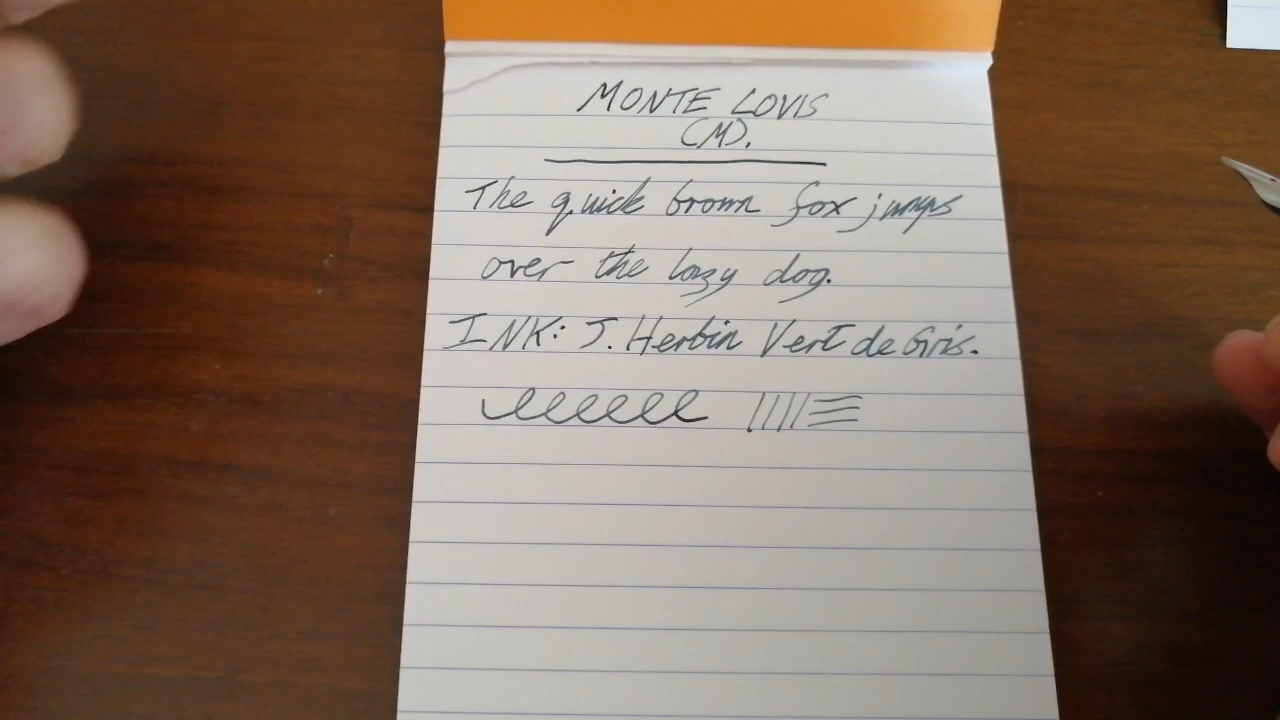 MONTE LOVIS
(M).
The quick brown fox jumps
over the lazy dog.
INK: J. Herbin Vert de Gris.